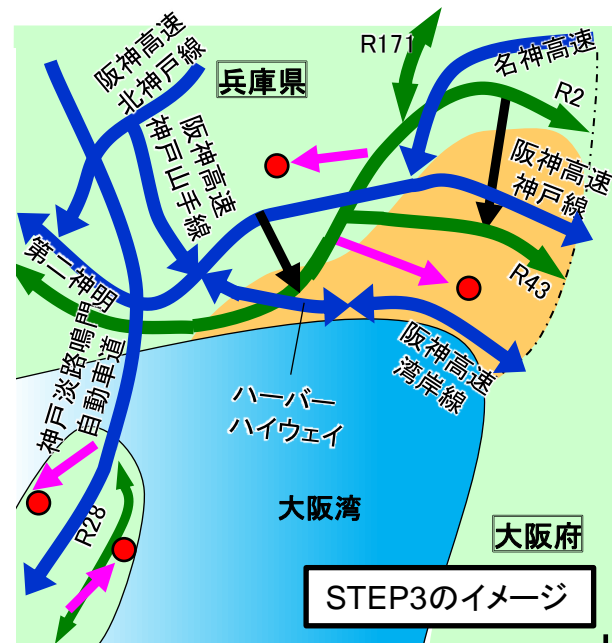 阪神高速
北神戸線
兵庫県
R171
名神高速
R2
阪神高速
神戸山手線
阪神高速
神戸線
第二神明
R43
神戸淡路鳴門
自動車道
ハーバー
ハイウェイ
阪神高速
湾岸線
R28
大阪湾
大阪府
STEP3のイメージ